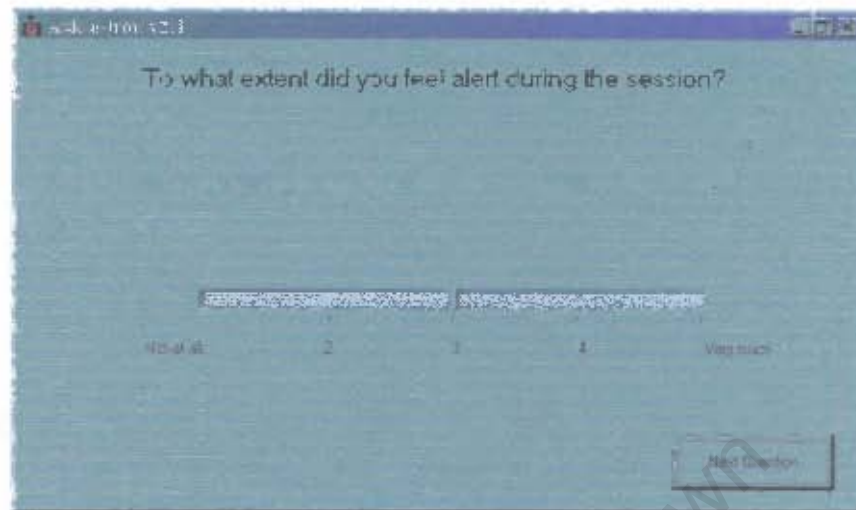 To what extent did you feel alert during the session?
Not at all 2 3 4 Very much
Next Question